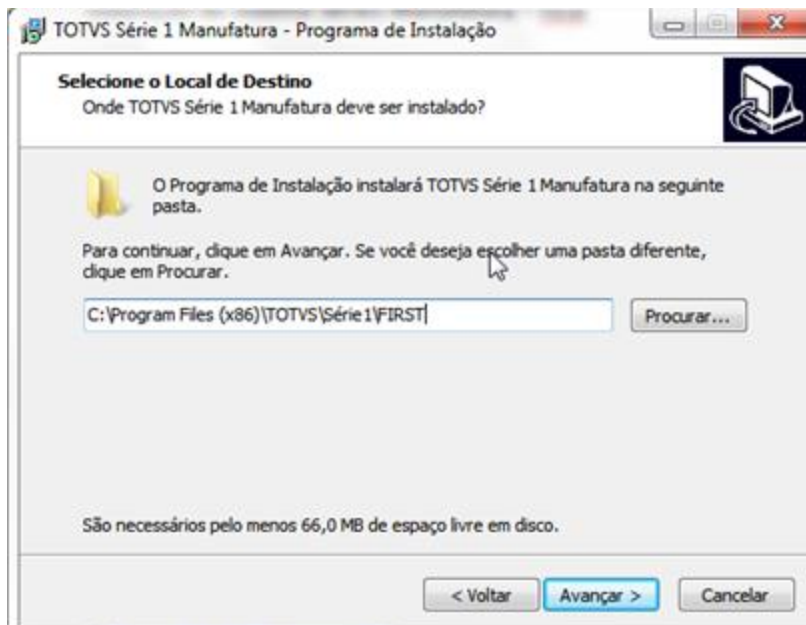 TOTVS Série 1 Manufatura - Programa de Instalação
Selecione o Local de Destino
Onde TOTVS Série 1 Manufatura deve ser instalado?
O Programa de Instalação instalará TOTVS Série 1 Manufatura na seguinte
pasta.
Para continuar, clique em Avançar. Se você deseja escolher uma pasta diferente,
clique em Procurar.
C:\Program Files (x86)\TOTVS\Série1\FIRST
Procurar...
São necessários pelo menos 66,0 MB de espaço livre em disco.
< Voltar
Avançar >
Cancelar